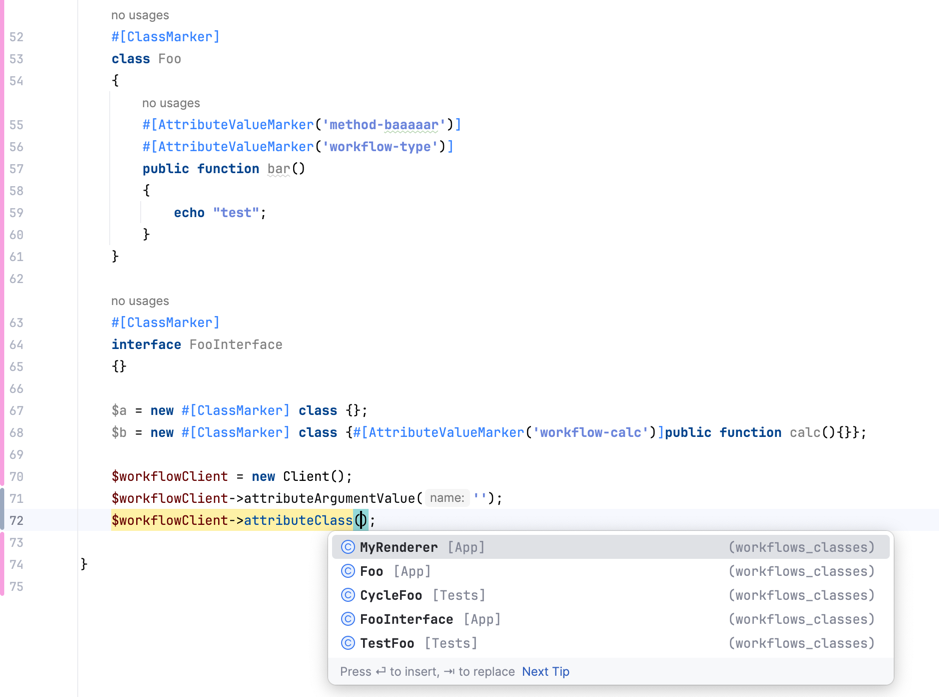 no usages
52 #[ClassMarker]
53 class Foo
54 {
no usages
55 #[AttributeValueMarker('method-baaaaar')]
56 #[AttributeValueMarker('workflow-type')]
57 public function bar()
58 {
59 echo "test";
60 }
61 }
62
no usages
63 #[ClassMarker]
64 interface FooInterface
65 {}
66
67 $a = new #[ClassMarker] class {};
68 $b = new #[ClassMarker] class {#[AttributeValueMarker('workflow-calc')]public function calc(){}};
69
70 $workflowClient = new Client();
71 $workflowClient->attributeArgumentValue( name: '');
72 $workflowClient->attributeClass();
73
MyRenderer [App] (workflows_classes)
74 }
Foo [App] (workflows_classes)
75
CycleFoo [Tests] (workflows_classes)
FooInterface [App] (workflows_classes)
TestFoo [Tests] (workflows_classes)
Press ⏎ to insert, ⇥ to replace Next Tip